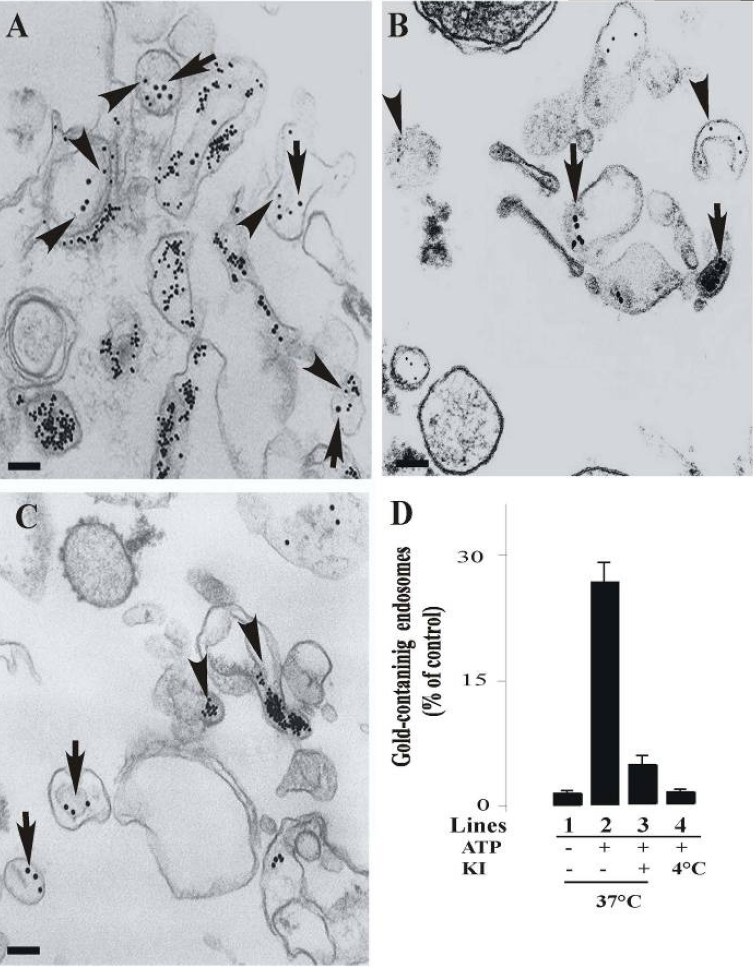 A
B
C
D
Gold-contaninig endosomes
(% of control)
30
15
0
Lines 1 2 3 4
ATP - + + +
KI - - + 4°C
37°C